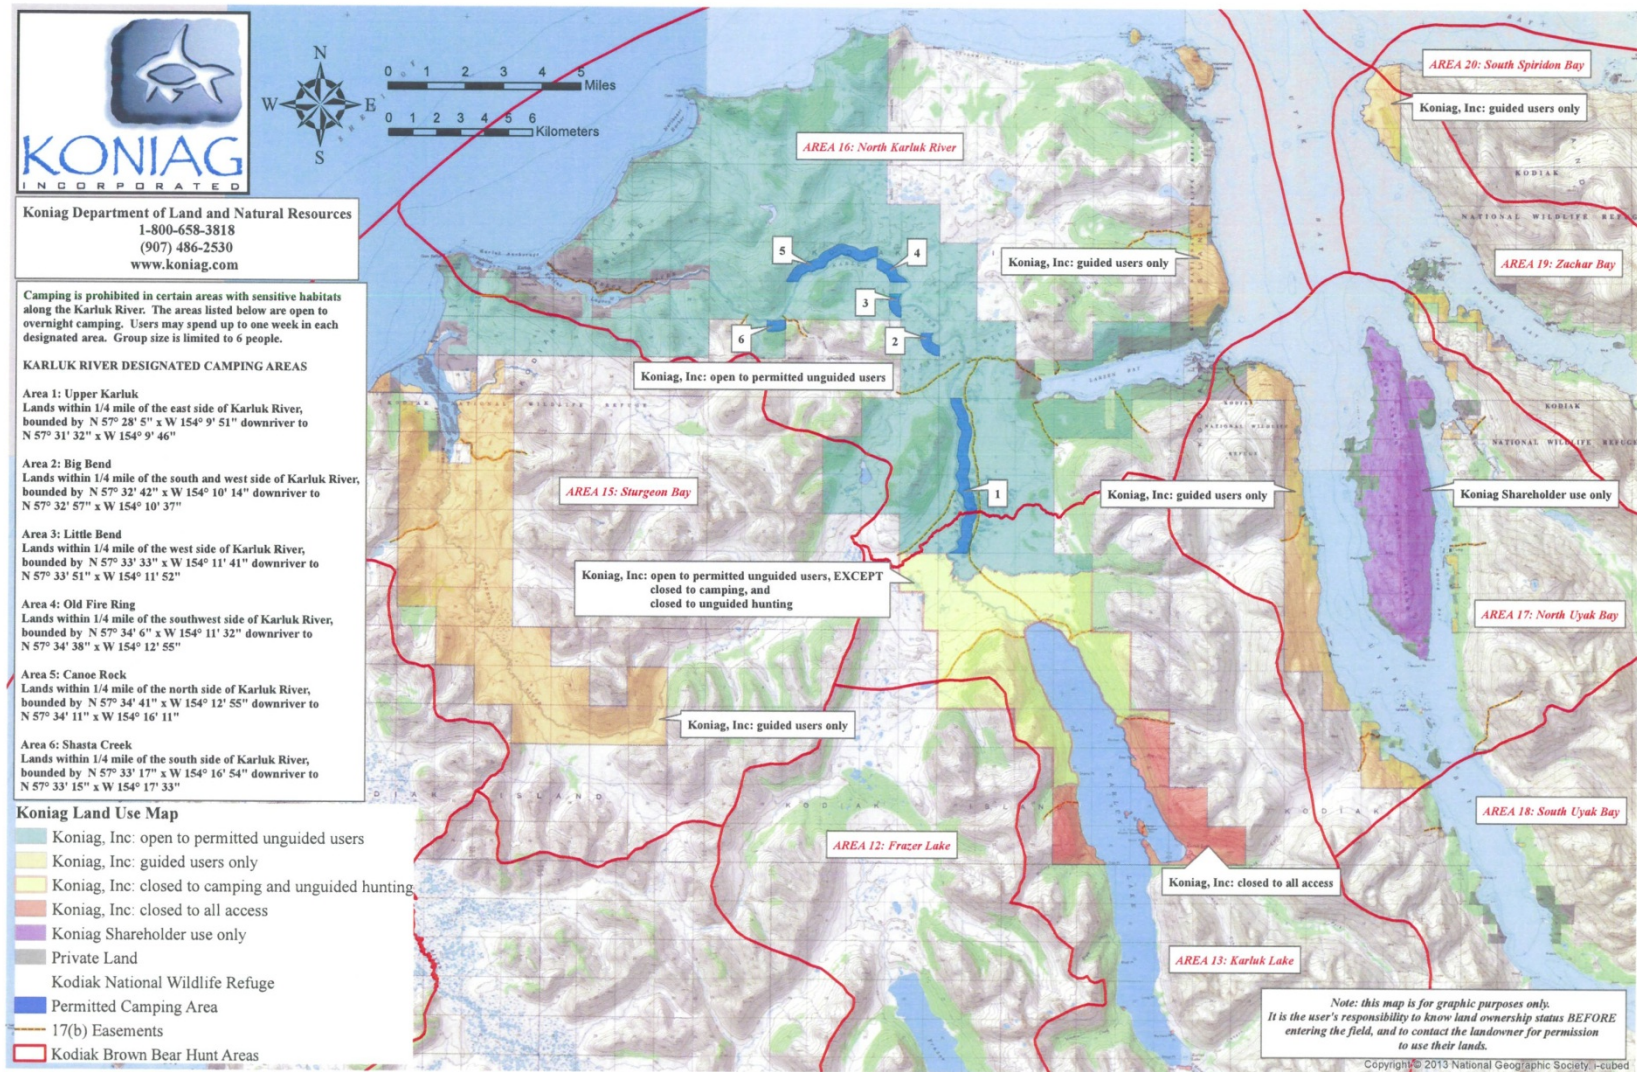 KONIAG
INCORPORATED
Koniag Department of Land and Natural Resources
1-800-658-3818
(907) 486-2530
www.koniag.com
Camping is prohibited in certain areas with sensitive habitats
along the Karluk River. The areas listed below are open to
overnight camping. Users may spend up to one week in each
designated area. Group size is limited to 6 people.
KARLUK RIVER DESIGNATED CAMPING AREAS
Area 1: Upper Karluk
Lands within 1/4 mile of the east side of Karluk River,
bounded by N 57° 28' 5" x W 154° 9' 51" downriver to
N 57° 31' 32" x W 154° 9' 46"
Area 2: Big Bend
Lands within 1/4 mile of the south and west side of Karluk River,
bounded by N 57° 32' 42" x W 154° 10' 14" downriver to
N 57° 32' 57" x W 154° 10' 37"
Area 3: Little Bend
Lands within 1/4 mile of the west side of Karluk River,
bounded by N 57° 33' 33" x W 154° 11' 41" downriver to
N 57° 33' 51" x W 154° 11' 52"
Area 4: Old Fire Ring
Lands within 1/4 mile of the southwest side of Karluk River,
bounded by N 57° 34' 6" x W 154° 11' 32" downriver to
N 57° 34' 38" x W 154° 12' 55"
Area 5: Canoe Rock
Lands within 1/4 mile of the north side of Karluk River,
bounded by N 57° 34' 41" x W 154° 12' 55" downriver to
N 57° 34' 11" x W 154° 16' 11"
Area 6: Shasta Creek
Lands within 1/4 mile of the south side of Karluk River,
bounded by N 57° 33' 17" x W 154° 16' 54" downriver to
N 57° 33' 15" x W 154° 17' 33"
Koniag Land Use Map
Koniag, Inc: open to permitted unguided users
Koniag, Inc: guided users only
Koniag, Inc: closed to camping and unguided hunting
Koniag, Inc: closed to all access
Koniag Shareholder use only
Private Land
Kodiak National Wildlife Refuge
Permitted Camping Area
17(b) Easements
Kodiak Brown Bear Hunt Areas
N
W E
S
0 1 2 3 4 5
Miles
0 1 2 3 4 5 6
Kilometers
AREA 16: North Karluk River
AREA 20: South Spiridon Bay
Koniag, Inc: guided users only
KODIAK
NATIONAL WILDLIFE REFUGE
AREA 19: Zachar Bay
Koniag, Inc: guided users only
5
4
3
2
6
Koniag, Inc: open to permitted unguided users
LARSEN BAY
KODIAK
NATIONAL WILDLIFE REFUGE
KODIAK
NATIONAL WILDLIFE REFUGE
AREA 15: Sturgeon Bay
1
Koniag, Inc: guided users only
Koniag Shareholder use only
Koniag, Inc: open to permitted unguided users, EXCEPT
closed to camping, and
closed to unguided hunting
AREA 17: North Uyak Bay
Koniag, Inc: guided users only
ISLAND
KODIAK
KODIAK
AREA 18: South Uyak Bay
AREA 12: Frazer Lake
Koniag, Inc: closed to all access
AREA 13: Karluk Lake
Note: this map is for graphic purposes only.
It is the user's responsibility to know land ownership status BEFORE
entering the field, and to contact the landowner for permission
to use their lands.
Copyright:© 2013 National Geographic Society, i-cubed